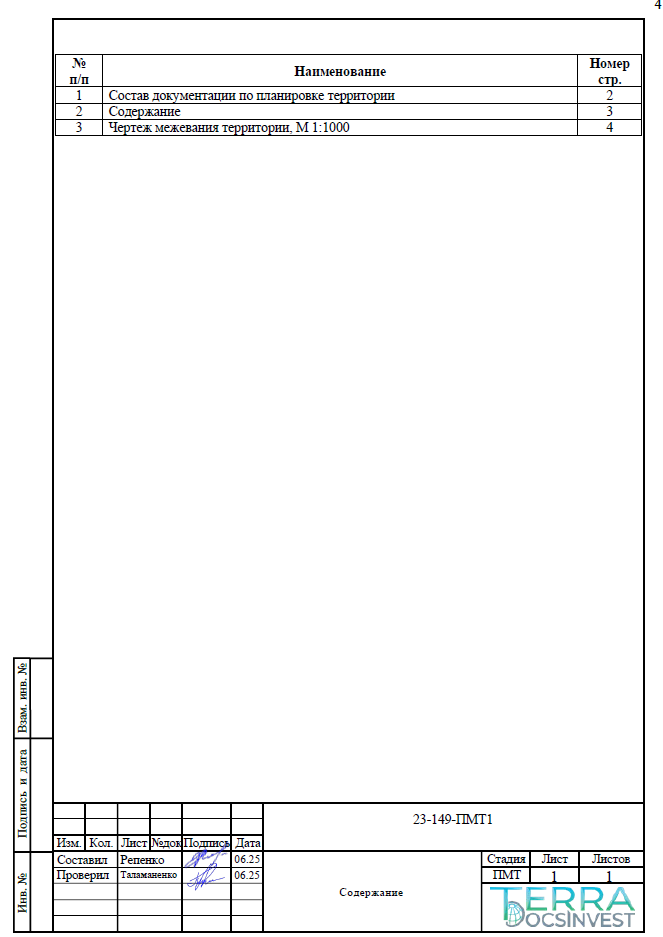 4
№ п/п Наименование Номер стр.
1 Состав документации по планировке территории 2
2 Содержание 3
3 Чертеж межевания территории, М 1:1000 4
Взам. инв. №
Подпись и дата
Инв. №
23-149-ПМТ1
Изм. Кол. Лист №док Подпись Дата
Составил Репенко 06.25
Проверил Таламаненко 06.25
Содержание
Стадия Лист Листов
ПМТ 1 1
TERRA
DOCSINVEST